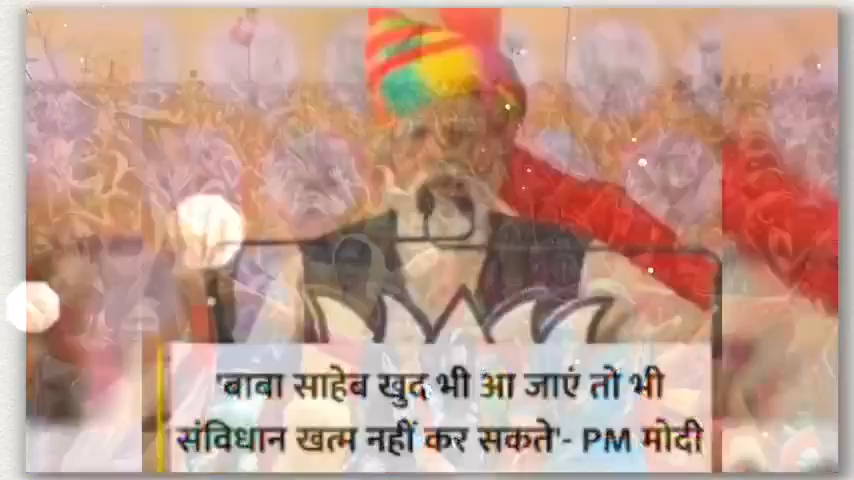 'बाबा साहेब खुद भी आ जाएं तो भी
संविधान खत्म नहीं कर सकते'- PM मोदी